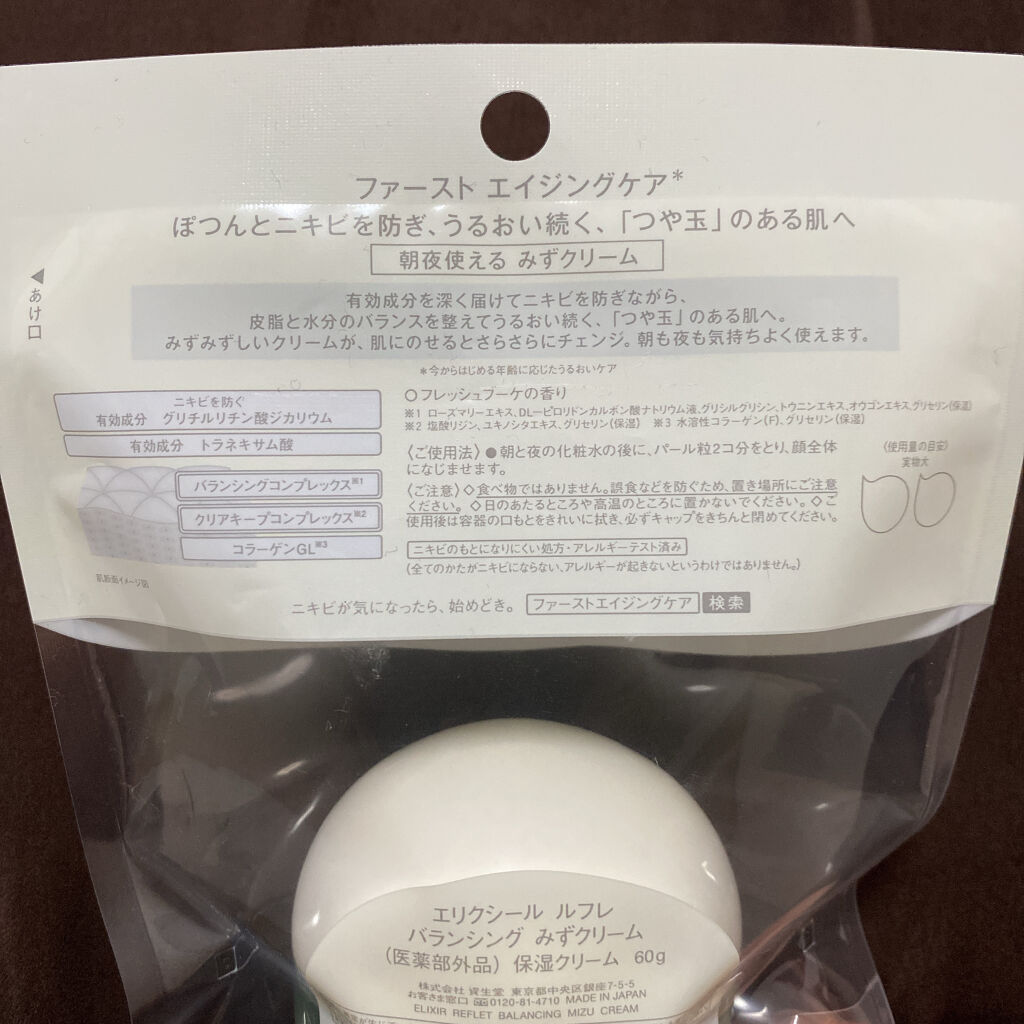 ファースト エイジングケア*
ぽつんとニキビを防ぎ、うるおい続く、「つや玉」のある肌へ
朝夜使える みずクリーム
◀あけ口
有効成分を深く届けてニキビを防ぎながら、
皮脂と水分のバランスを整えてうるおい続く、「つや玉」のある肌へ。
みずみずしいクリームが、肌にのせるとさらさらにチェンジ。朝も夜も気持ちよく使えます。
*今からはじめる年齢に応じたうるおいケア
ニキビを防ぐ
有効成分 グリチルリチン酸ジカリウム
有効成分 トラネキサム酸
バランシングコンプレックス※1
クリアキープコンプレックス※2
コラーゲンGL※3
肌断面イメージ図
○フレッシュブーケの香り
※1 ローズマリーエキス、DL−ピロリドンカルボン酸ナトリウム液、グリシルグリシン、トウニンエキス、オウゴンエキス、グリセリン(保湿)
※2 塩酸リジン、ユキノシタエキス、グリセリン(保湿) ※3 水溶性コラーゲン(F)、グリセリン(保湿)
〈ご使用法〉●朝と夜の化粧水の後に、パール粒2コ分をとり、顔全体
になじませます。
〈ご注意〉◇食べ物ではありません。誤食などを防ぐため、置き場所にご注意
ください。◇日のあたるところや高温のところに置かないでください。◇ご
使用後は容器の口もとをきれいに拭き、必ずキャップをきちんと閉めてください。
〈使用量の目安〉
実物大
ニキビのもとになりにくい処方・アレルギーテスト済み
(全てのかたがニキビにならない、アレルギーが起きないというわけではありません。)
ニキビが気になったら、始めどき。 ファーストエイジングケア 検索
エリクシール ルフレ
バランシング みずクリーム
(医薬部外品) 保湿クリーム 60g
株式会社 資生堂 東京都中央区銀座7-5-5
お客さま窓口 0120-81-4710 MADE IN JAPAN
ELIXIR REFLET BALANCING MIZU CREAM